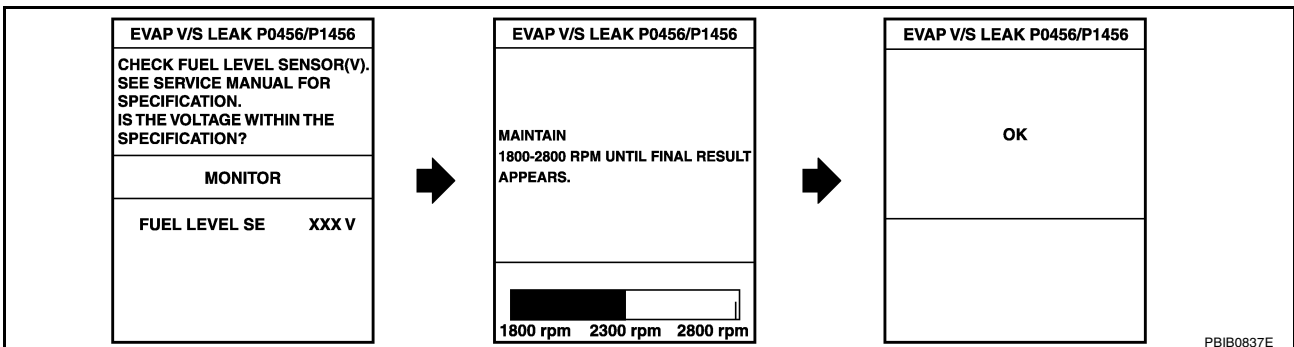 EVAP V/S LEAK P0456/P1456
CHECK FUEL LEVEL SENSOR(V).
SEE SERVICE MANUAL FOR
SPECIFICATION.
IS THE VOLTAGE WITHIN THE
SPECIFICATION?
MONITOR
FUEL LEVEL SE XXX V
EVAP V/S LEAK P0456/P1456
MAINTAIN
1800-2800 RPM UNTIL FINAL RESULT
APPEARS.
1800 rpm 2300 rpm 2800 rpm
EVAP V/S LEAK P0456/P1456
OK
PBIB0837E